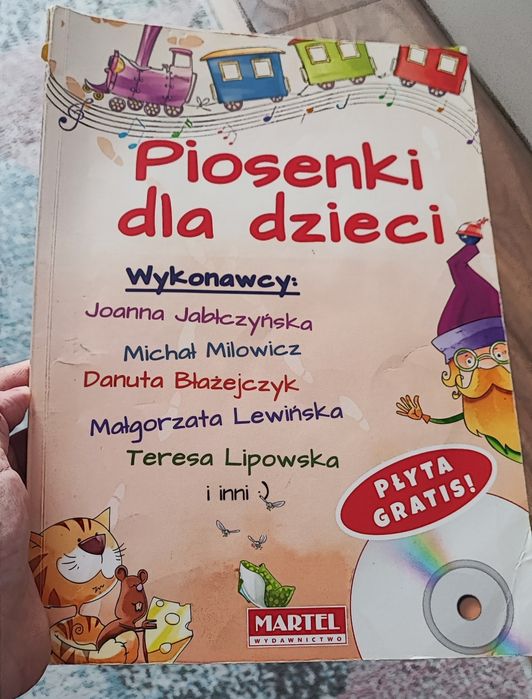 Piosenki
dla dzieci
Wykonawcy:
Joanna Jabłczyńska
Michał Milowicz
Danuta Błażejczyk
Małgorzata Lewińska
Teresa Lipowska
i inni :)
PŁYTA
GRATIS!
MARTEL
WYDAWNICTWO